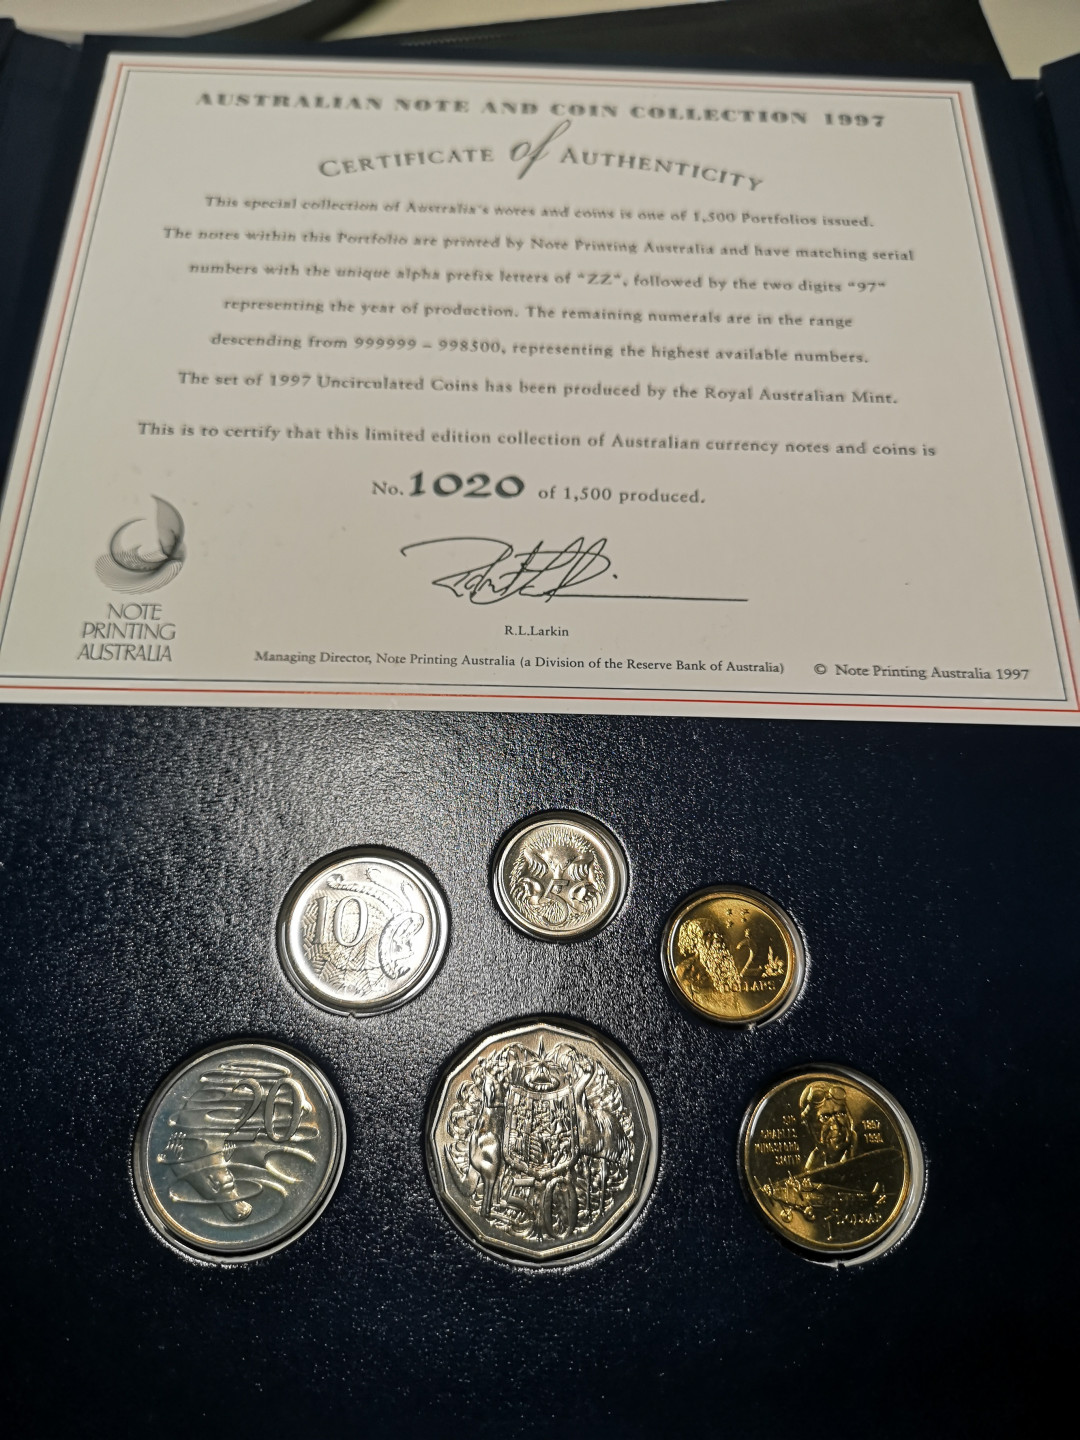 AUSTRALIAN NOTE AND COIN COLLECTION 1997
CERTIFICATE of AUTHENTICITY
This special collection of Australia's notes and coins is one of 1,500 Portfolios issued.
The notes within this Portfolio are printed by Note Printing Australia and have matching serial
numbers with the unique alpha prefix letters of "ZZ", followed by the two digits "97"
representing the year of production. The remaining numerals are in the range
descending from 999999 – 998500, representing the highest available numbers.
The set of 1997 Uncirculated Coins has been produced by the Royal Australian Mint.
This is to certify that this limited edition collection of Australian currency notes and coins is
No. 1020 of 1,500 produced.
NOTE
PRINTING
AUSTRALIA
R.L.Larkin
Managing Director, Note Printing Australia (a Division of the Reserve Bank of Australia)
© Note Printing Australia 1997
5
10
2
DOLLARS
20
SIR
CHARLES
KINGSFORD
SMITH
1897
DOLLAR